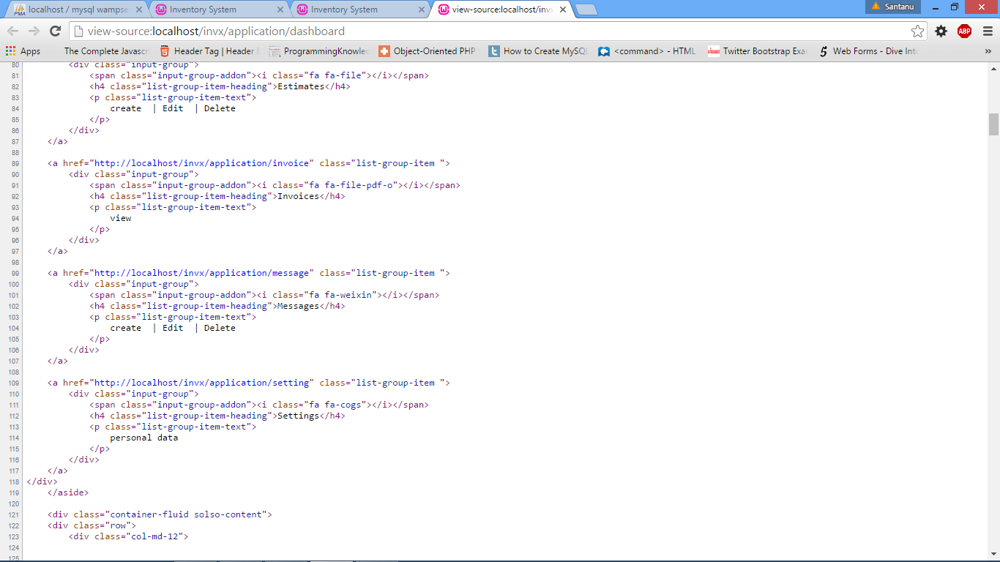 localhost / mysql wampse
Inventory System
Inventory System
view-source:localhost/inv
Santanu
view-source:localhost/invx/application/dashboard
ABP
Apps
The Complete Javascr
Header Tag | Header
ProgrammingKnowled
Object-Oriented PHP
How to Create MySQL
<command> - HTML
Twitter Bootstrap Exa
Web Forms - Dive Int
»
80 <div class="input-group">
81 <span class="input-group-addon"><i class="fa fa-file"></i></span>
82 <h4 class="list-group-item-heading">Estimates</h4>
83 <p class="list-group-item-text">
84 create | Edit | Delete
85 </p>
86 </div>
87 </a>
88
89 <a href="http://localhost/invx/application/invoice" class="list-group-item ">
90 <div class="input-group">
91 <span class="input-group-addon"><i class="fa fa-file-pdf-o"></i></span>
92 <h4 class="list-group-item-heading">Invoices</h4>
93 <p class="list-group-item-text">
94 view
95 </p>
96 </div>
97 </a>
98
99 <a href="http://localhost/invx/application/message" class="list-group-item ">
100 <div class="input-group">
101 <span class="input-group-addon"><i class="fa fa-weixin"></i></span>
102 <h4 class="list-group-item-heading">Messages</h4>
103 <p class="list-group-item-text">
104 create | Edit | Delete
105 </p>
106 </div>
107 </a>
108
109 <a href="http://localhost/invx/application/setting" class="list-group-item ">
110 <div class="input-group">
111 <span class="input-group-addon"><i class="fa fa-cogs"></i></span>
112 <h4 class="list-group-item-heading">Settings</h4>
113 <p class="list-group-item-text">
114 personal data
115 </p>
116 </div>
117 </a>
118 </div>
119 </aside>
120
121 <div class="container-fluid solso-content">
122 <div class="row">
123 <div class="col-md-12">
124
125